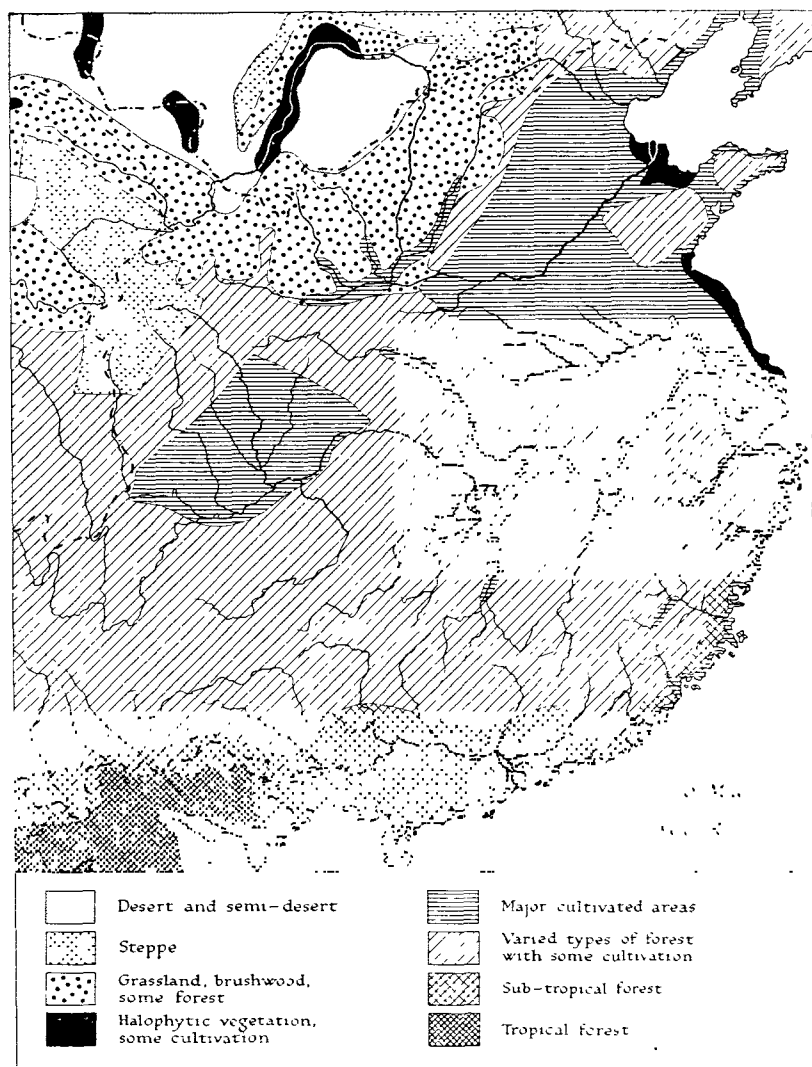 Desert and semi-desert
Steppe
Grassland, brushwood,
some forest
Halophytic vegetation,
some cultivation
Major cultivated areas
Varied types of forest
with some cultivation
Sub-tropical forest
Tropical forest